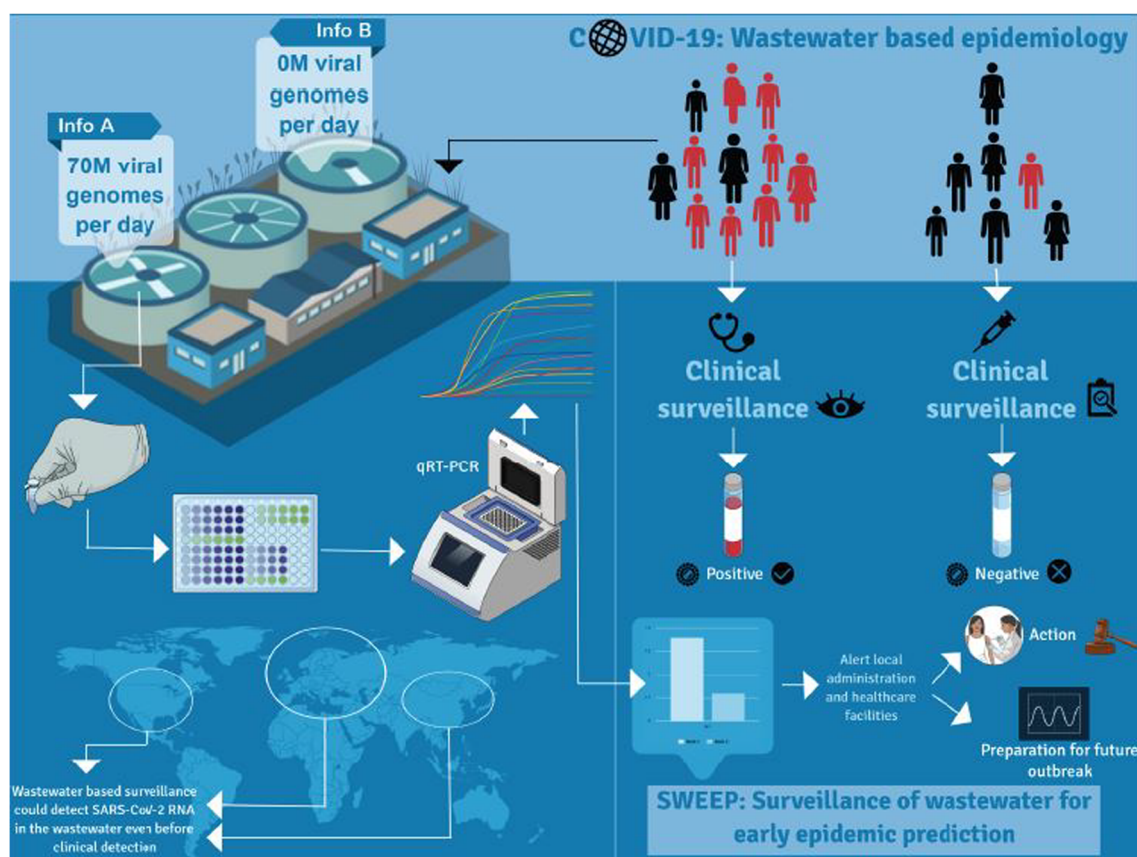 Info B
0M viral
genomes
per day
Info A
70M viral
genomes
per day
C VID-19: Wastewater based epidemiology
Clinical
surveillance
Clinical
surveillance
qRT-PCR
Positive
Negative
Action
Alert local
administration
and healthcare
facilities
Preparation for future
outbreak
Wastewater based surveillance
could detect SARS-CoV-2 RNA
in the wastewater even before
clinical detection
SWEEP: Surveillance of wastewater for
early epidemic prediction